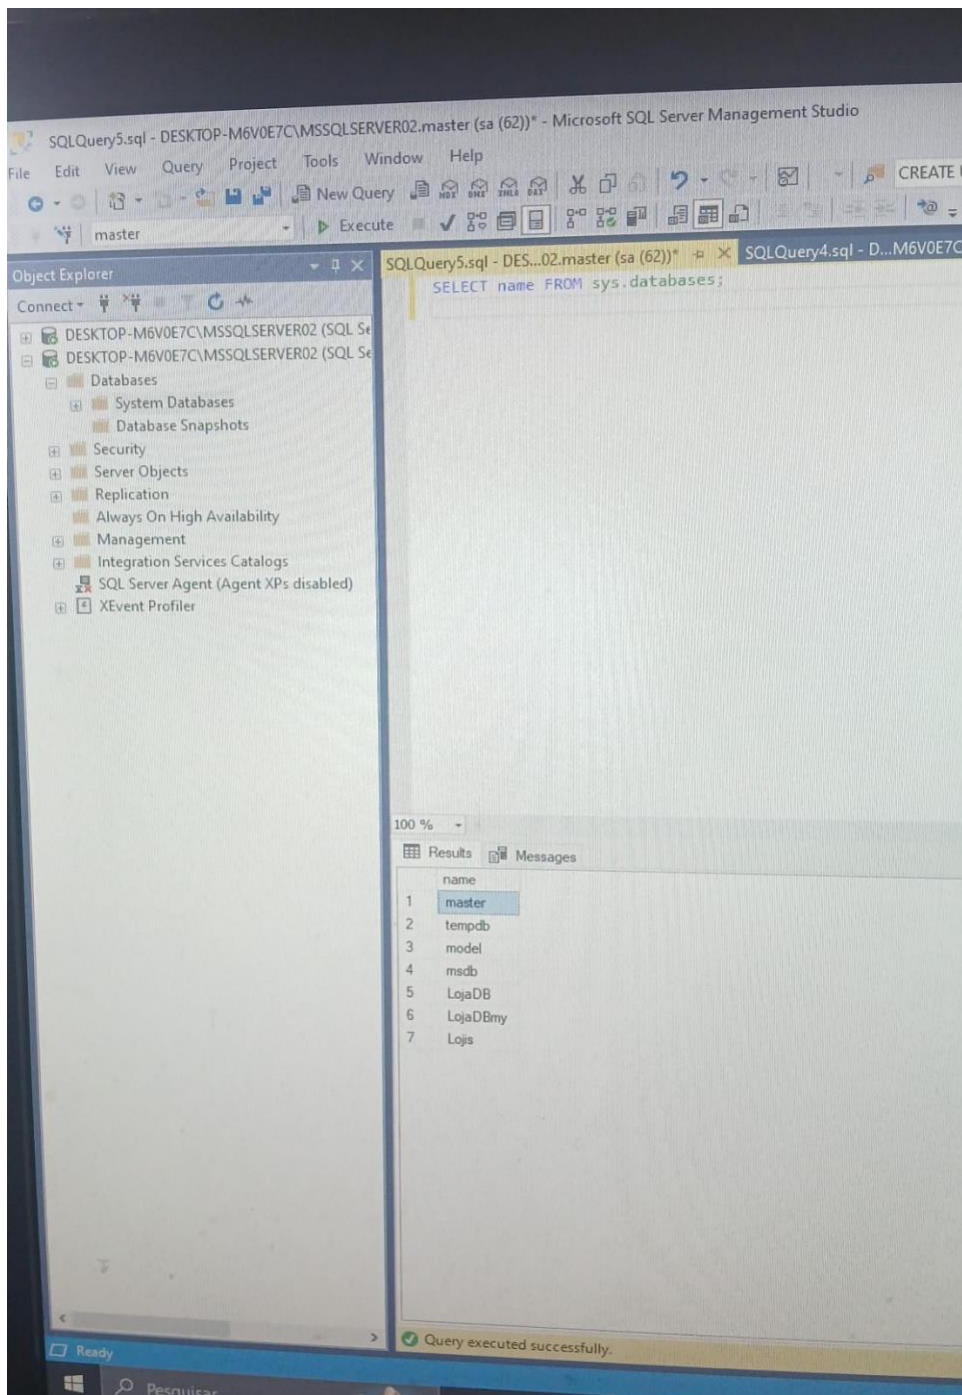 SQLQuery5.sql - DESKTOP-M6V0E7C\MSSQLSERVER02.master (sa (62))* - Microsoft SQL Server Management Studio
File Edit View Query Project Tools Window Help
New Query CREATE
master Execute
Object Explorer
Connect
DESKTOP-M6V0E7C\MSSQLSERVER02 (SQL Se
DESKTOP-M6V0E7C\MSSQLSERVER02 (SQL Se
Databases
System Databases
Database Snapshots
Security
Server Objects
Replication
Always On High Availability
Management
Integration Services Catalogs
SQL Server Agent (Agent XPs disabled)
XEvent Profiler
SQLQuery5.sql - DES...02.master (sa (62))* SQLQuery4.sql - D...M6V0E7C
SELECT name FROM sys.databases;
100 %
Results Messages
name
1 master
2 tempdb
3 model
4 msdb
5 LojaDB
6 LojaDBmy
7 Lojis
Query executed successfully.
Ready
Pesquisar